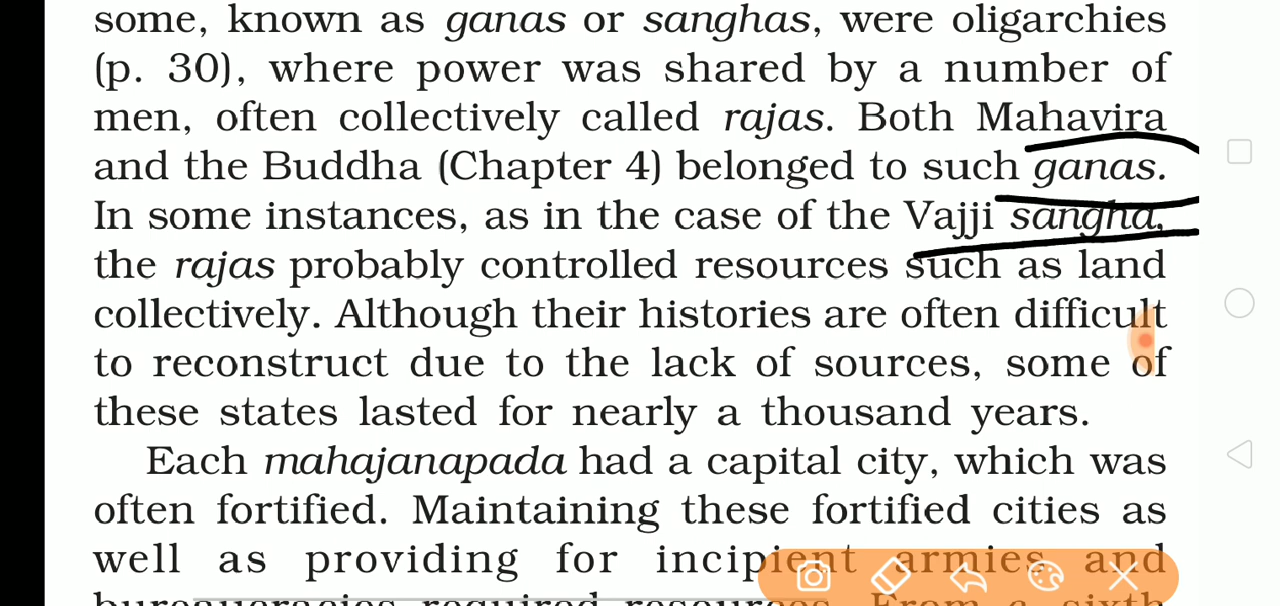 some, known as ganas or sanghas, were oligarchies
(p. 30), where power was shared by a number of
men, often collectively called rajas. Both Mahavira
and the Buddha (Chapter 4) belonged to such ganas.
In some instances, as in the case of the Vajji sangha,
the rajas probably controlled resources such as land
collectively. Although their histories are often difficult
to reconstruct due to the lack of sources, some of
these states lasted for nearly a thousand years.
Each mahajanapada had a capital city, which was
often fortified. Maintaining these fortified cities as
well as providing for incipient armies and
bureaucracies required resources. From c. sixth